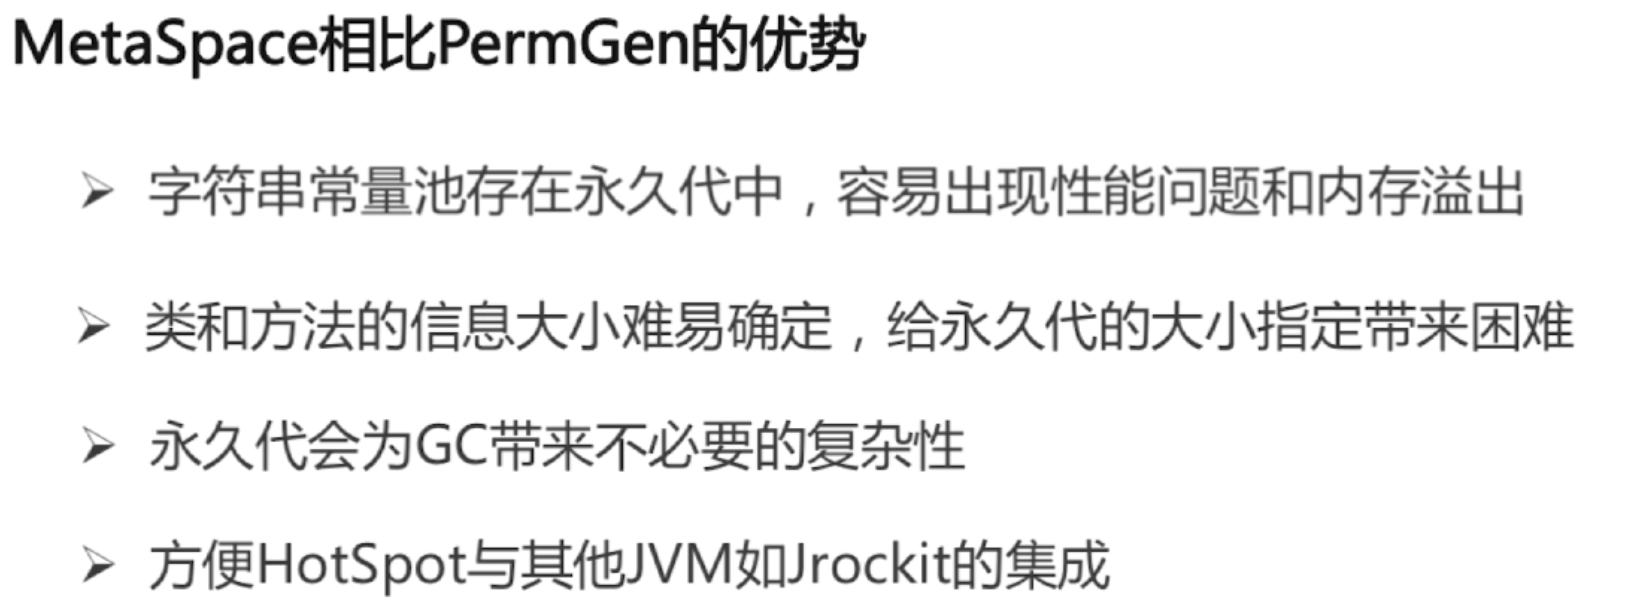 MetaSpace相比PermGen的优势
➢ 字符串常量池存在永久代中，容易出现性能问题和内存溢出
➢ 类和方法的信息大小难易确定，给永久代的大小指定带来困难
➢ 永久代会为GC带来不必要的复杂性
➢ 方便HotSpot与其他JVM如Jrockit的集成